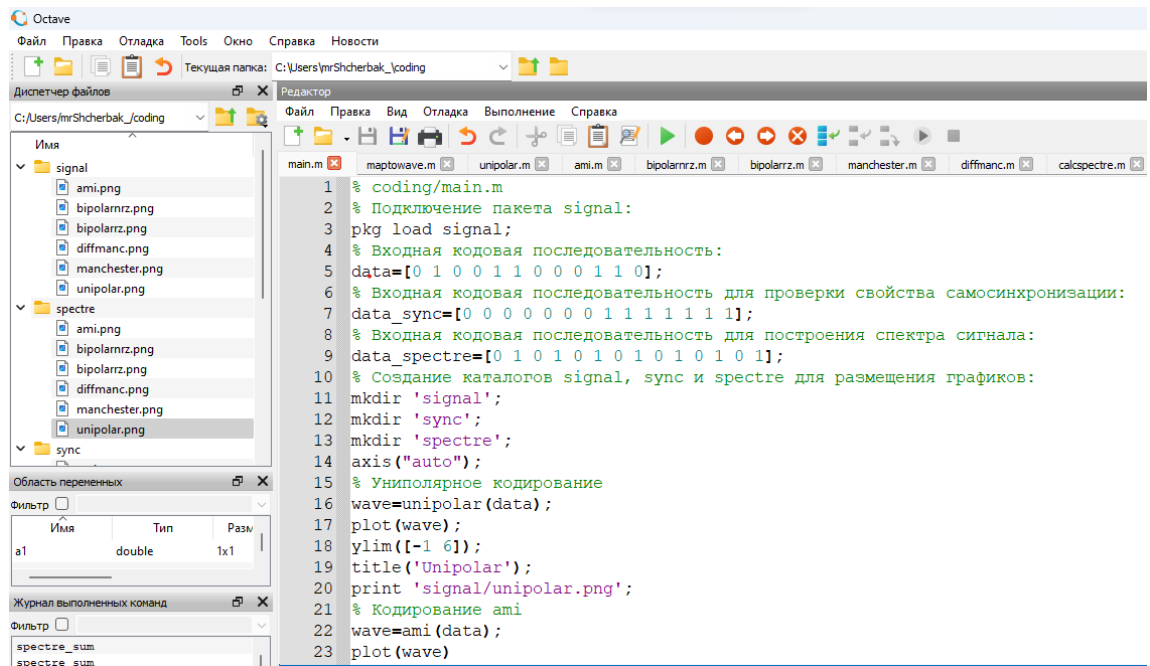 Octave
Файл Правка Отладка Tools Окно Справка Новости
Текущая папка: C:\Users\mrShcherbak_\coding
Диспетчер файлов
C:/Users/mrShcherbak_/coding
Имя
signal
ami.png
bipolarnrz.png
bipolarrz.png
diffmanc.png
manchester.png
unipolar.png
spectre
ami.png
bipolarnrz.png
bipolarrz.png
diffmanc.png
manchester.png
unipolar.png
sync
Область переменных
Фильтр
Имя Тип Разм
a1 double 1x1
Журнал выполненных команд
Фильтр
spectre_sum
spectre_sum
Редактор
Файл Правка Вид Отладка Выполнение Справка
main.m maptowave.m unipolar.m ami.m bipolarnrz.m bipolarrz.m manchester.m diffmanc.m calcspectre.m
1 % coding/main.m
2 % Подключение пакета signal:
3 pkg load signal;
4 % Входная кодовая последовательность:
5 data=[0 1 0 0 1 1 0 0 0 1 1 0];
6 % Входная кодовая последовательность для проверки свойства самосинхронизации:
7 data_sync=[0 0 0 0 0 0 0 1 1 1 1 1 1 1];
8 % Входная кодовая последовательность для построения спектра сигнала:
9 data_spectre=[0 1 0 1 0 1 0 1 0 1 0 1 0 1];
10 % Создание каталогов signal, sync и spectre для размещения графиков:
11 mkdir 'signal';
12 mkdir 'sync';
13 mkdir 'spectre';
14 axis("auto");
15 % Униполярное кодирование
16 wave=unipolar(data);
17 plot(wave);
18 ylim([-1 6]);
19 title('Unipolar');
20 print 'signal/unipolar.png';
21 % Кодирование ami
22 wave=ami(data);
23 plot(wave)